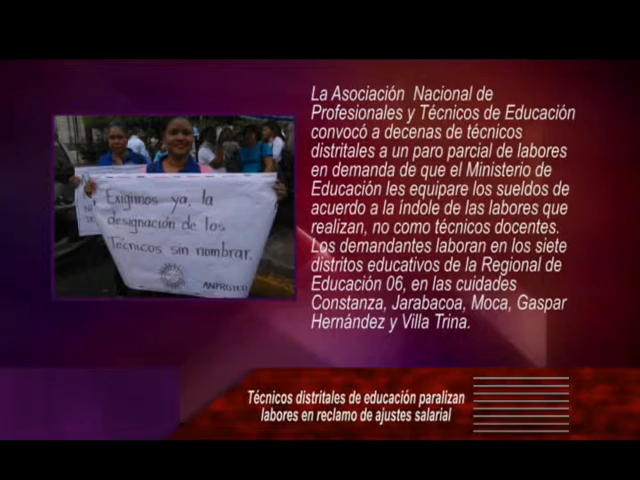 La Asociación Nacional de
Profesionales y Técnicos de Educación
convocó a decenas de técnicos
distritales a un paro parcial de labores
en demanda de que el Ministerio de
Educación les equipare los sueldos de
acuerdo a la índole de las labores que
realizan, no como técnicos docentes.
Los demandantes laboran en los siete
distritos educativos de la Regional de
Educación 06, en las cuidades
Constanza, Jarabacoa, Moca, Gaspar
Hernández y Villa Trina.
Exigimos ya, la
designación de los
Técnicos sin nombrar.
Técnicos distritales de educación paralizan
labores en reclamo de ajustes salarial